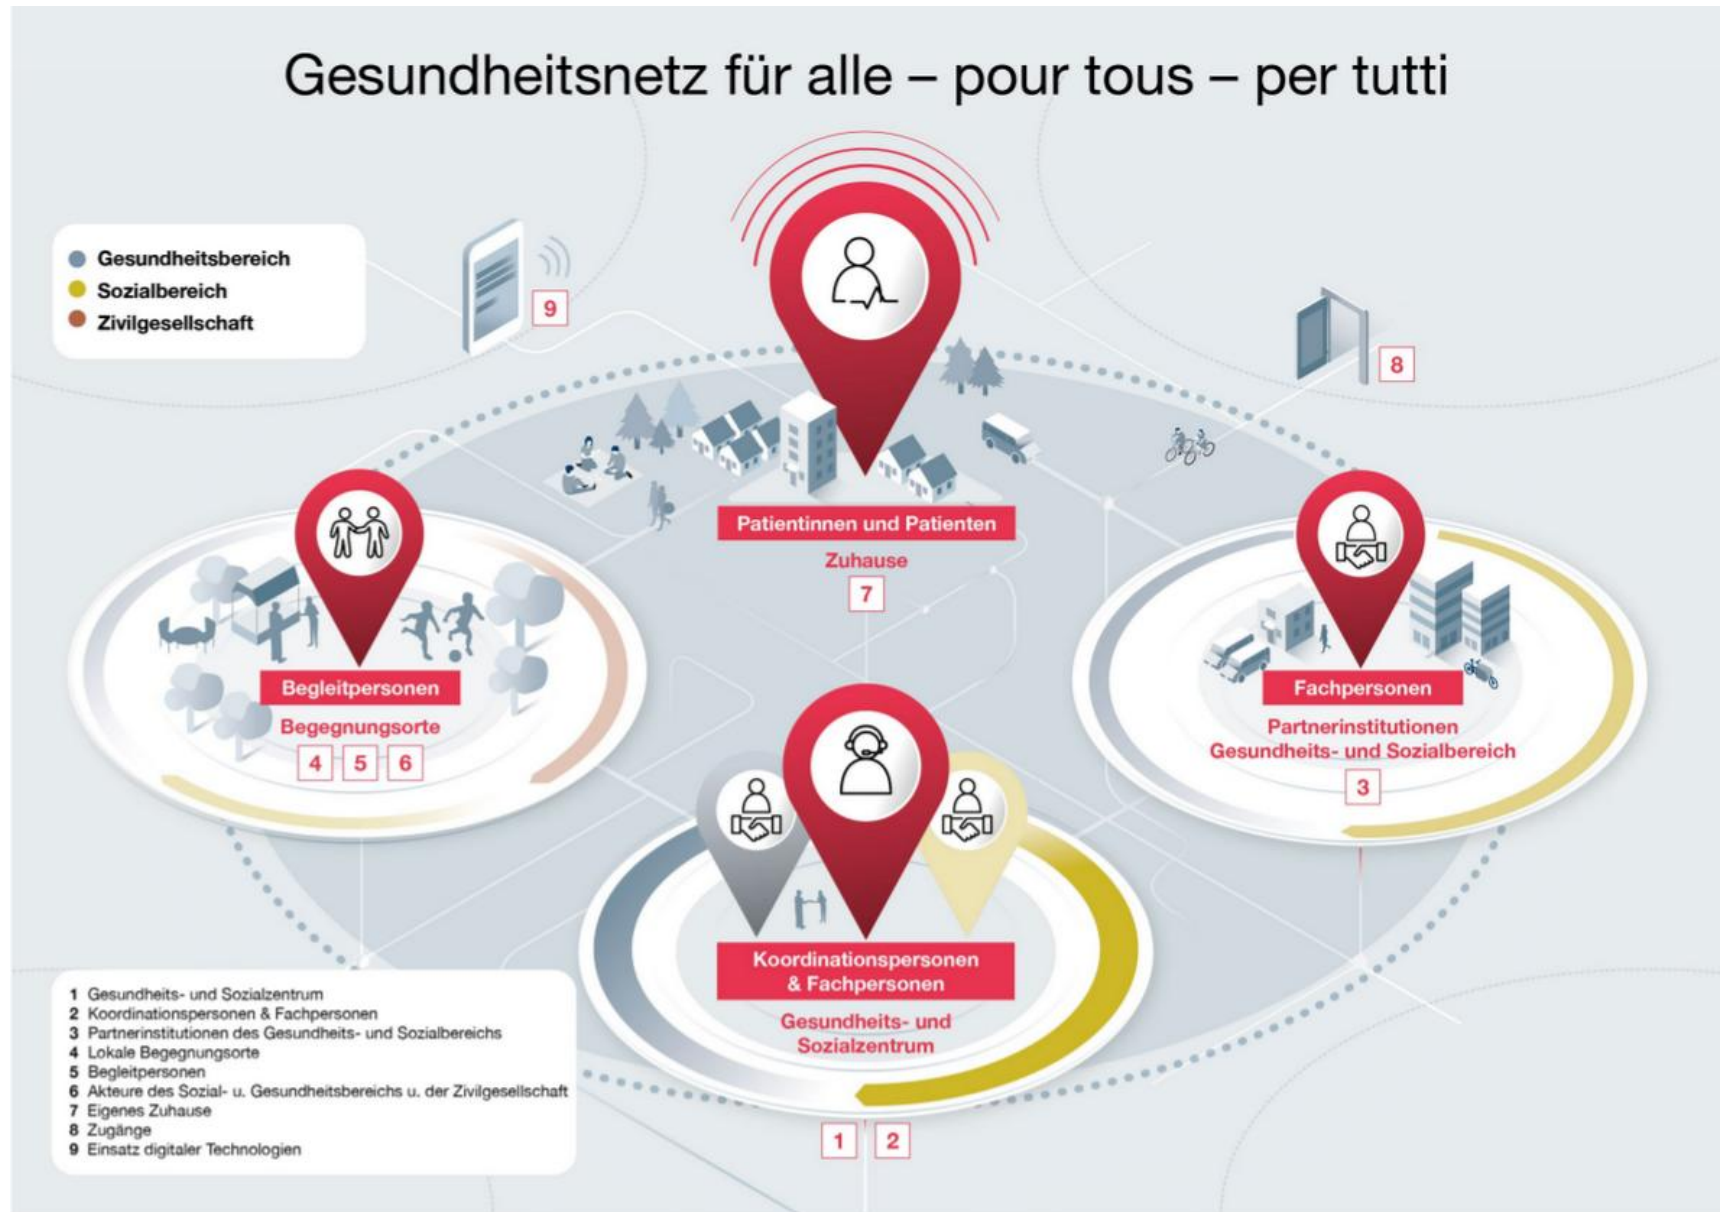 Gesundheitsnetz für alle – pour tous – per tutti
Gesundheitsbereich
Sozialbereich
Zivilgesellschaft
9
8
Patientinnen und Patienten
Zuhause
7
Begleitpersonen
Begegnungsorte
4 5 6
Fachpersonen
Partnerinstitutionen
Gesundheits- und Sozialbereich
3
Koordinationspersonen
& Fachpersonen
Gesundheits- und
Sozialzentrum
1 2
1 Gesundheits- und Sozialzentrum
2 Koordinationspersonen & Fachpersonen
3 Partnerinstitutionen des Gesundheits- und Sozialbereichs
4 Lokale Begegnungsorte
5 Begleitpersonen
6 Akteure des Sozial- u. Gesundheitsbereichs u. der Zivilgesellschaft
7 Eigenes Zuhause
8 Zugänge
9 Einsatz digitaler Technologien